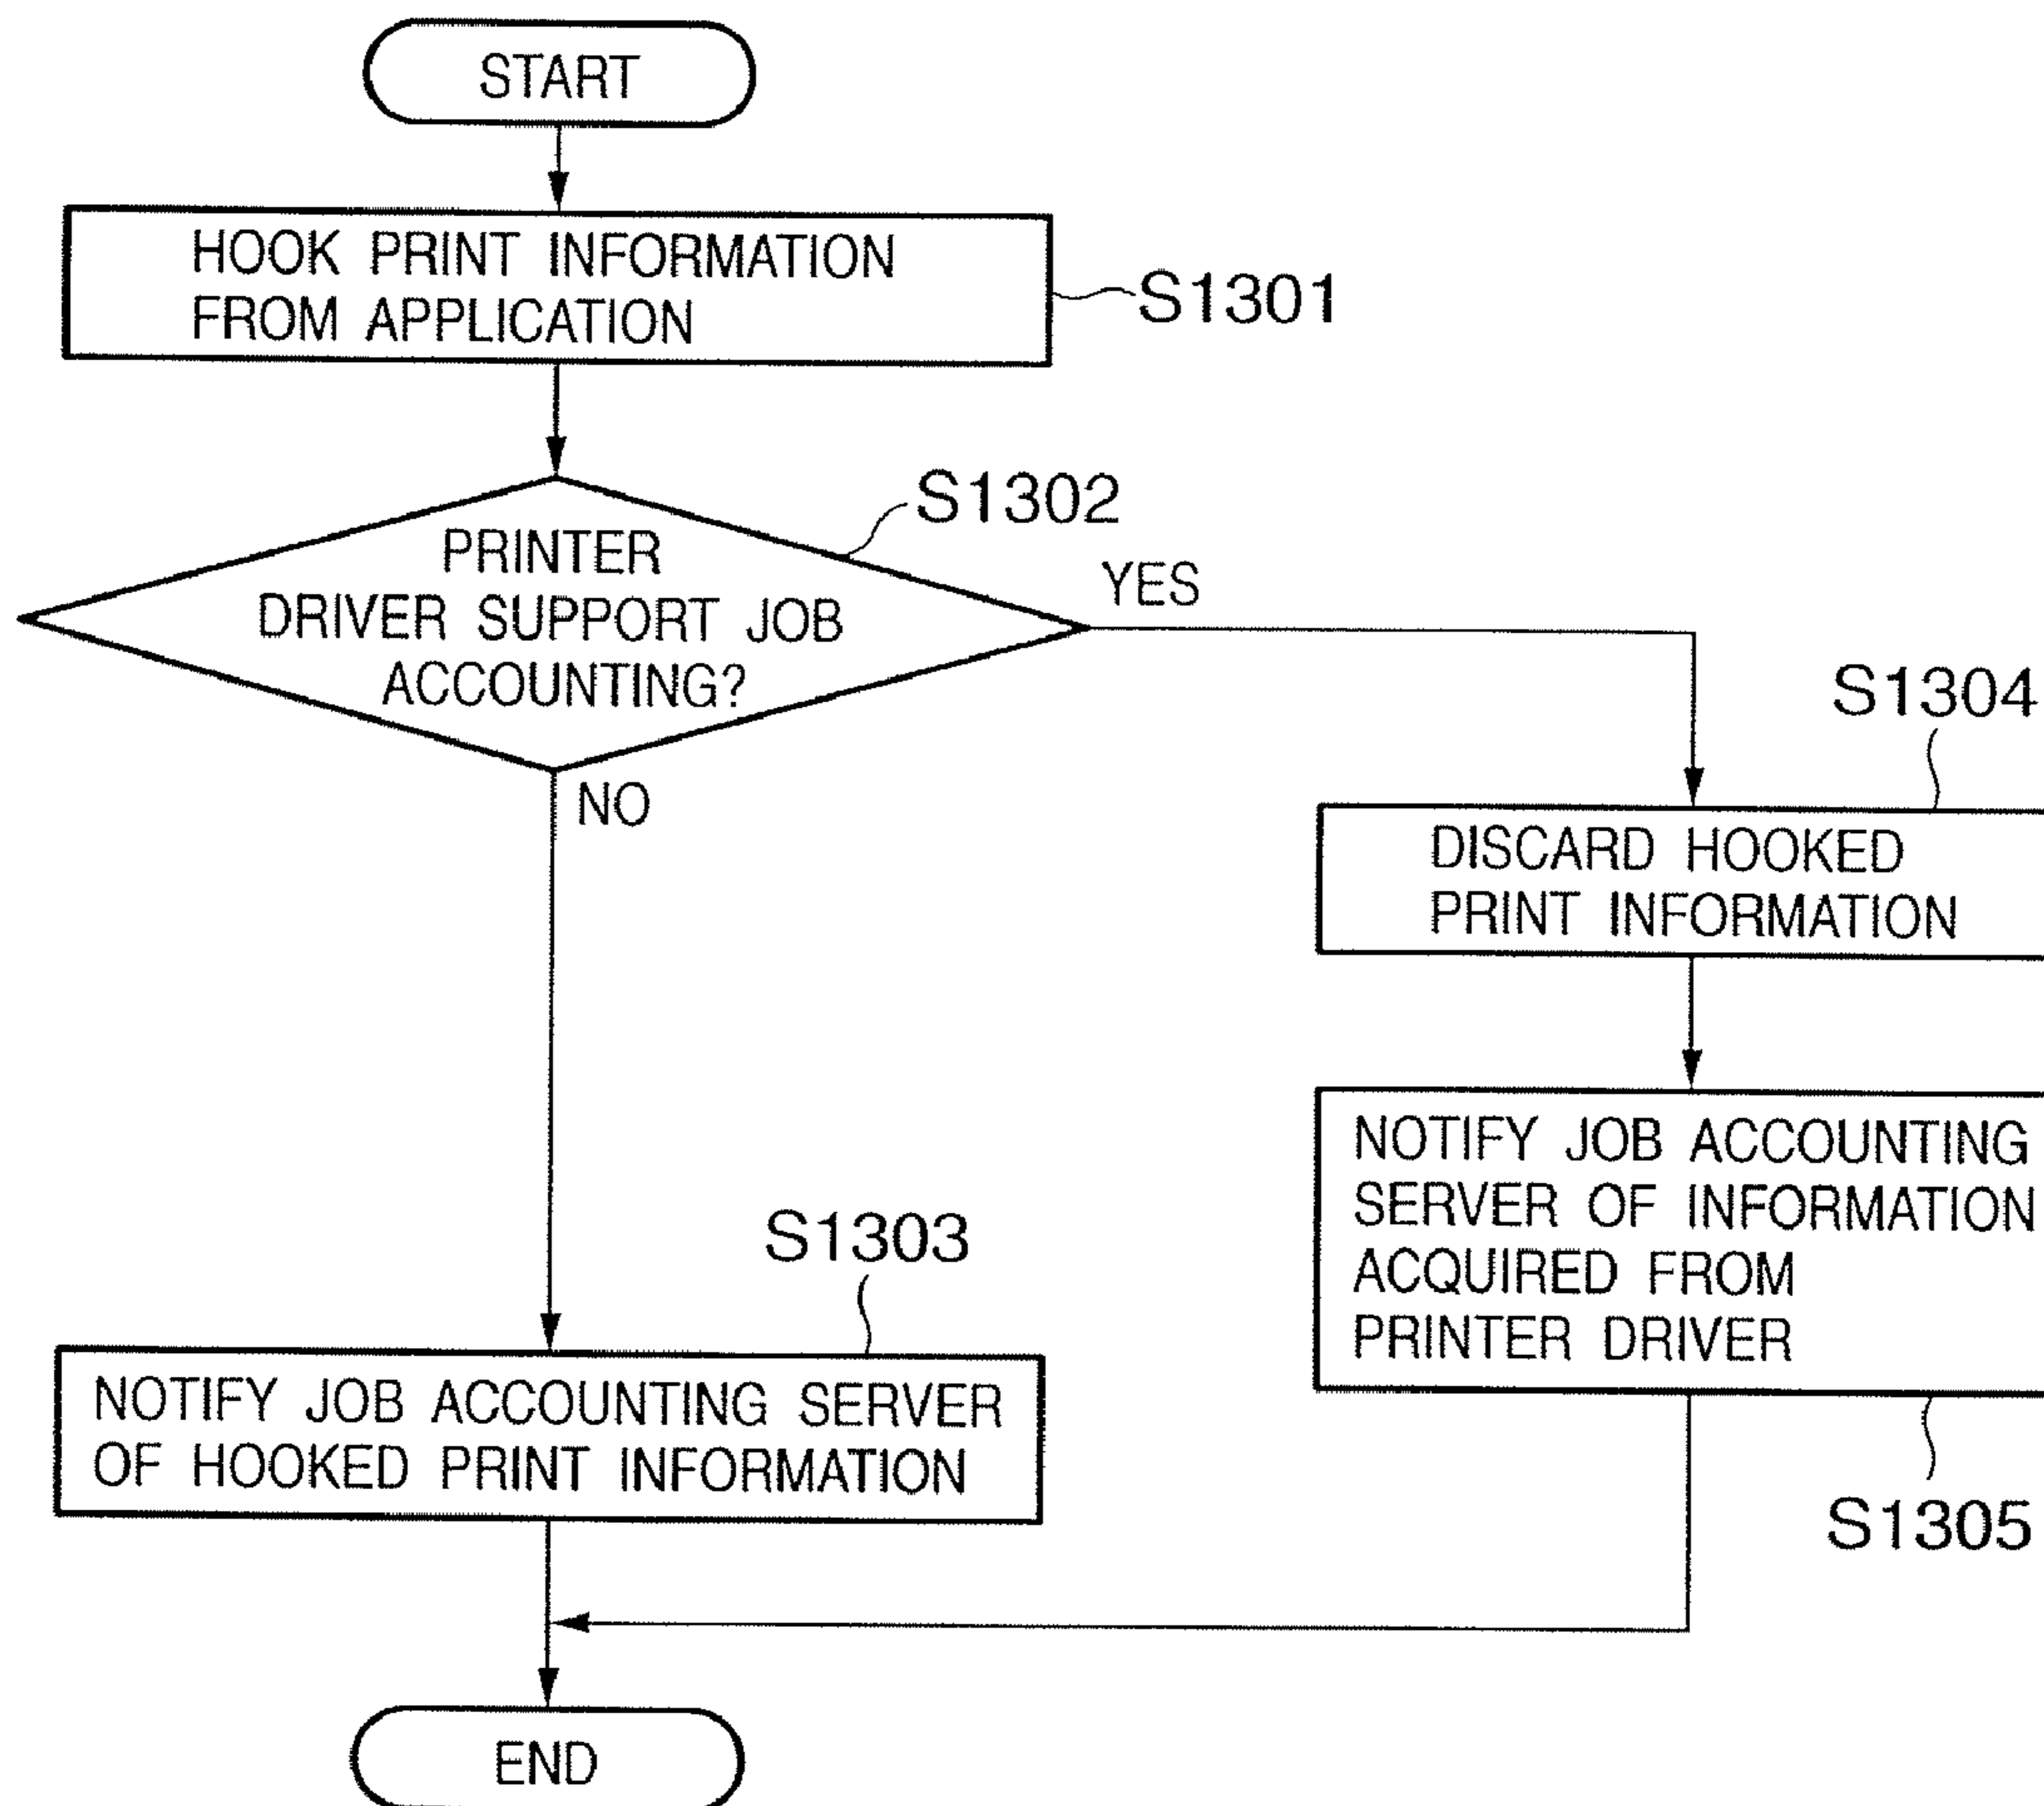 START
HOOK PRINT INFORMATION
FROM APPLICATION
S1301
S1302
PRINTER
DRIVER SUPPORT JOB
ACCOUNTING?
YES
NO
S1304
DISCARD HOOKED
PRINT INFORMATION
NOTIFY JOB ACCOUNTING
SERVER OF INFORMATION
ACQUIRED FROM
PRINTER DRIVER
S1305
S1303
NOTIFY JOB ACCOUNTING SERVER
OF HOOKED PRINT INFORMATION
END